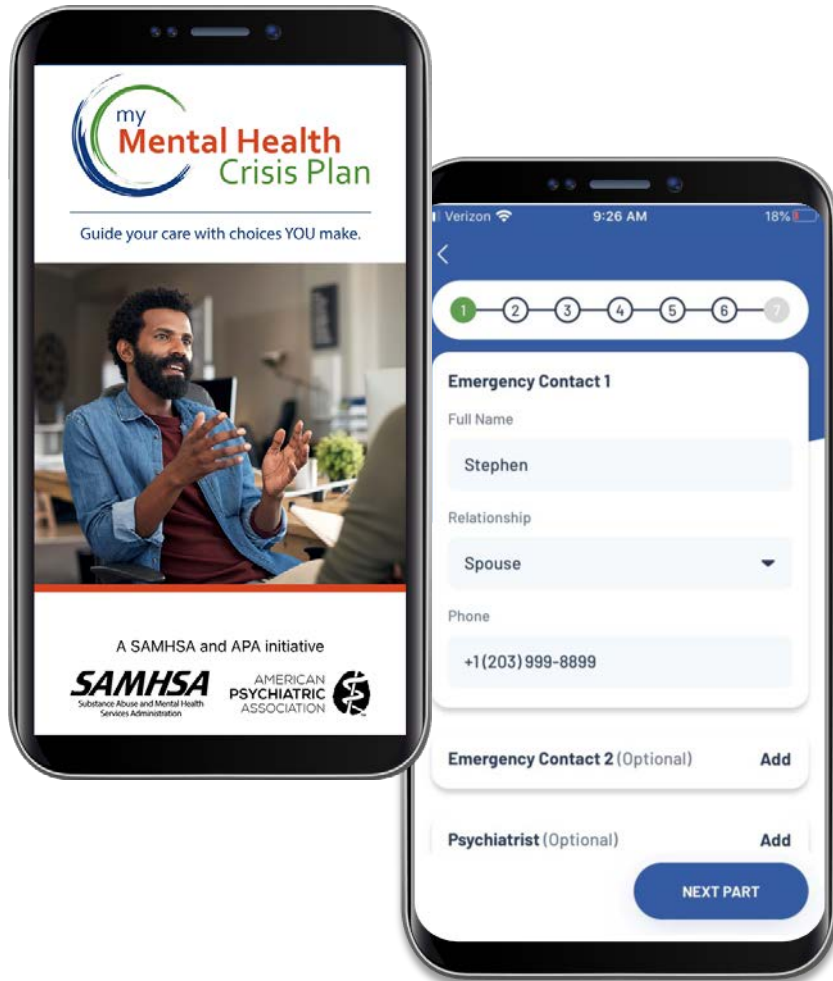 my
Mental Health
Crisis Plan
Guide your care with choices YOU make.
A SAMHSA and APA initiative
SAMHSA
Substance Abuse and Mental Health
Services Administration
AMERICAN
PSYCHIATRIC
ASSOCIATION
Verizon 9:26 AM 18%
1 2 3 4 5 6 7
Emergency Contact 1
Full Name
Stephen
Relationship
Spouse
Phone
+1 (203) 999-8899
Emergency Contact 2 (Optional) Add
Psychiatrist (Optional) Add
NEXT PART